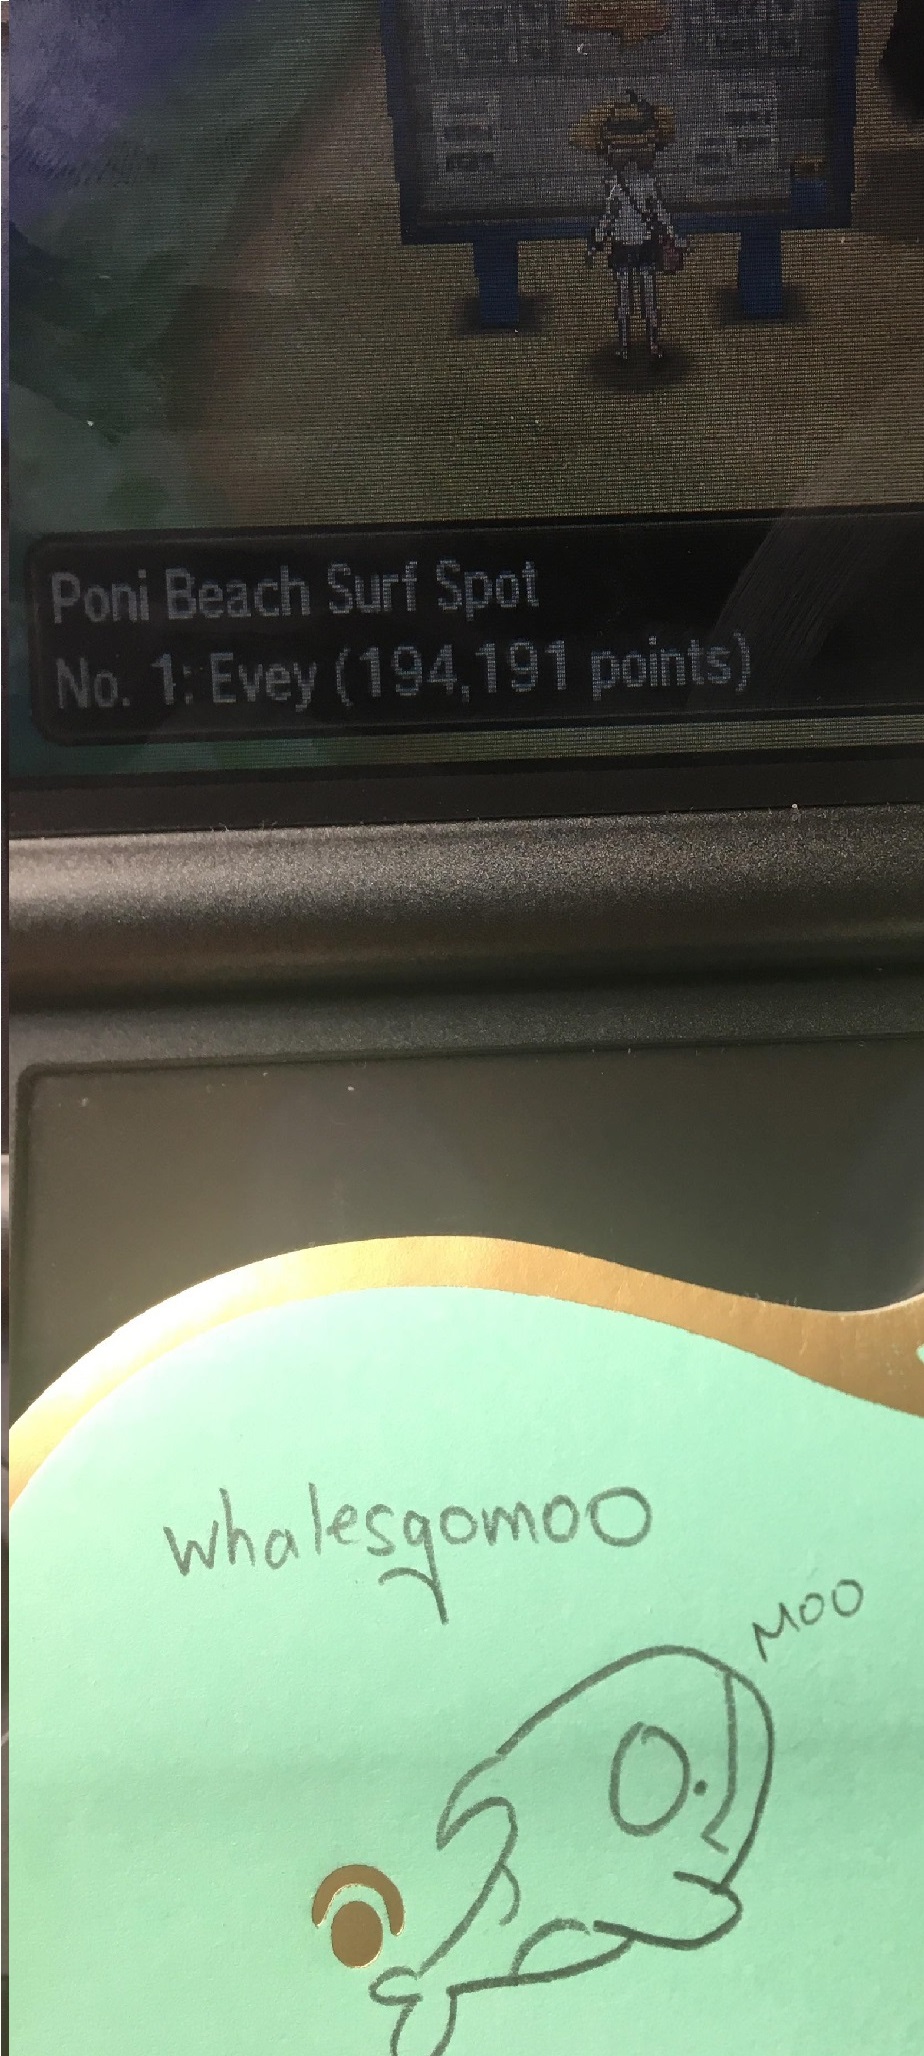 Poni Beach Surf Spot
No. 1: Evey (194,191 points)
whalesgomoo
MOO